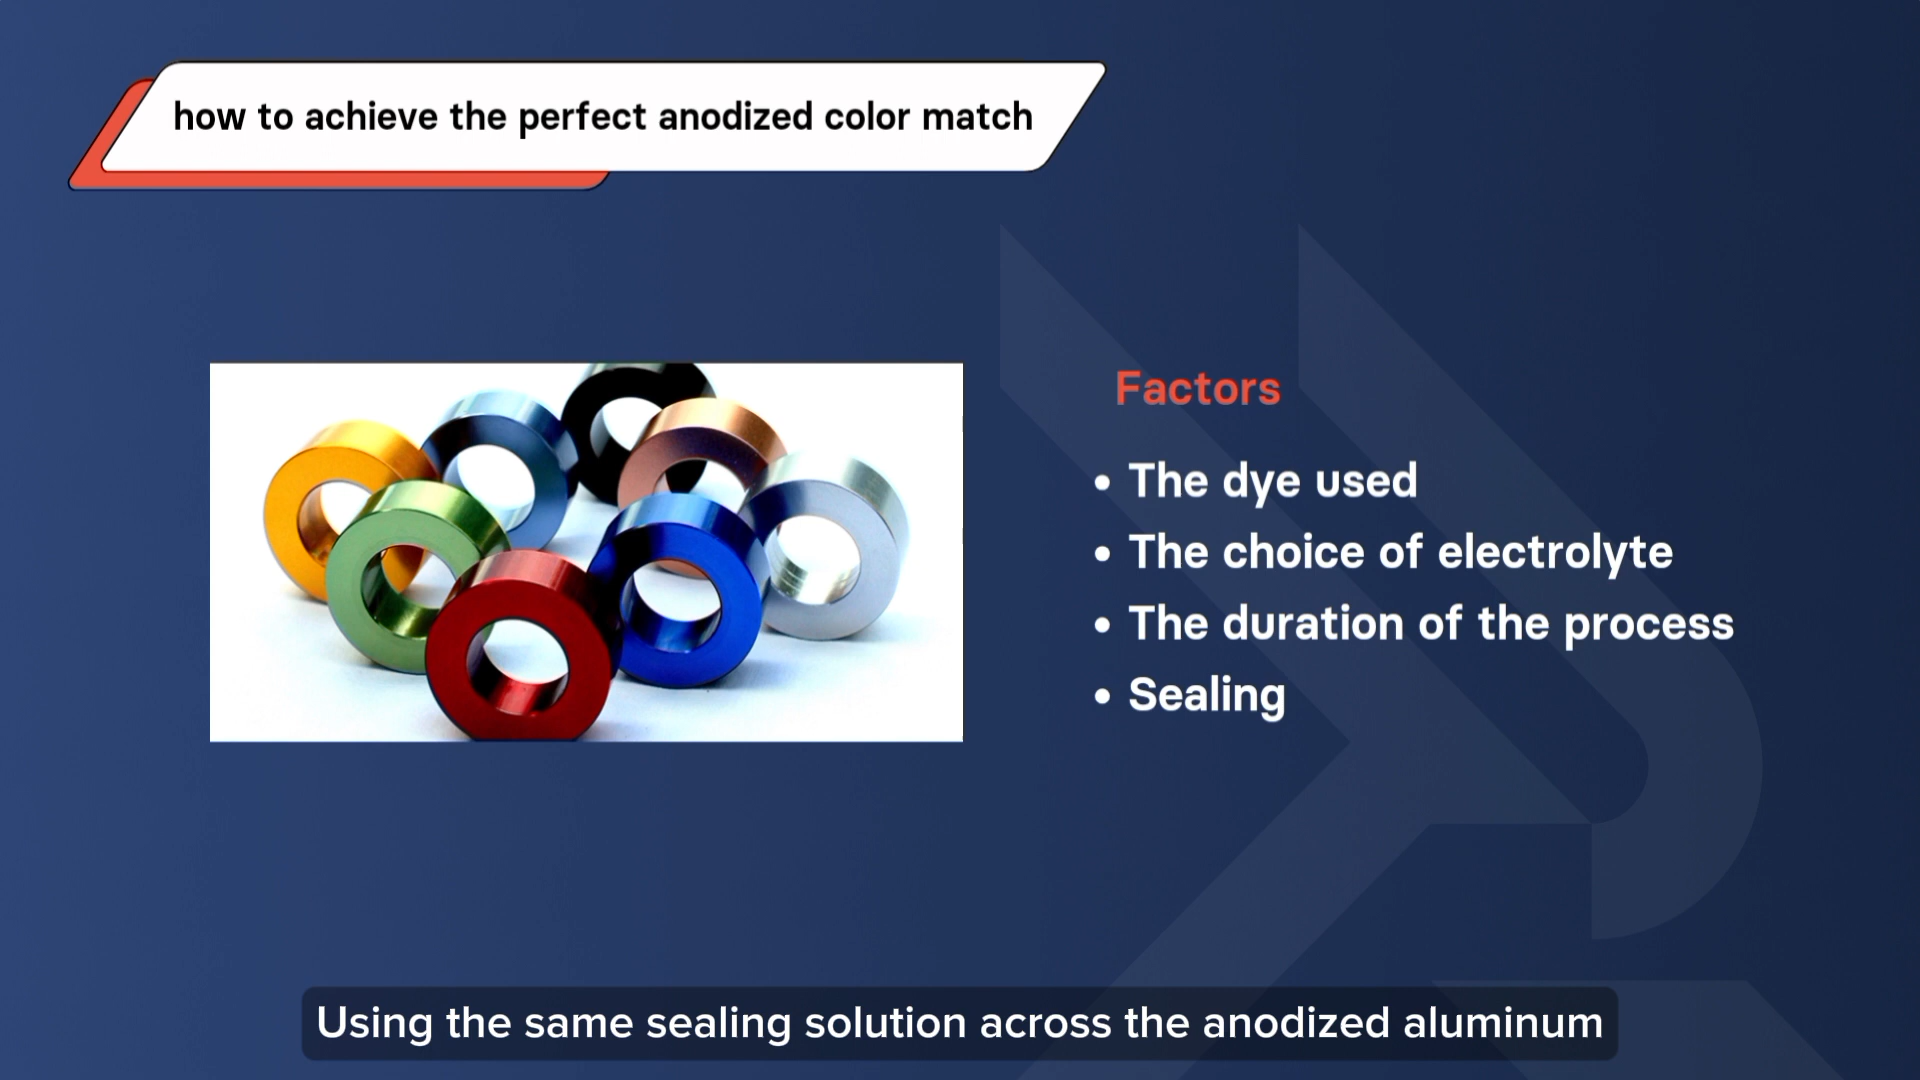 how to achieve the perfect anodized color match
Factors
• The dye used
• The choice of electrolyte
• The duration of the process
• Sealing
Using the same sealing solution across the anodized aluminum